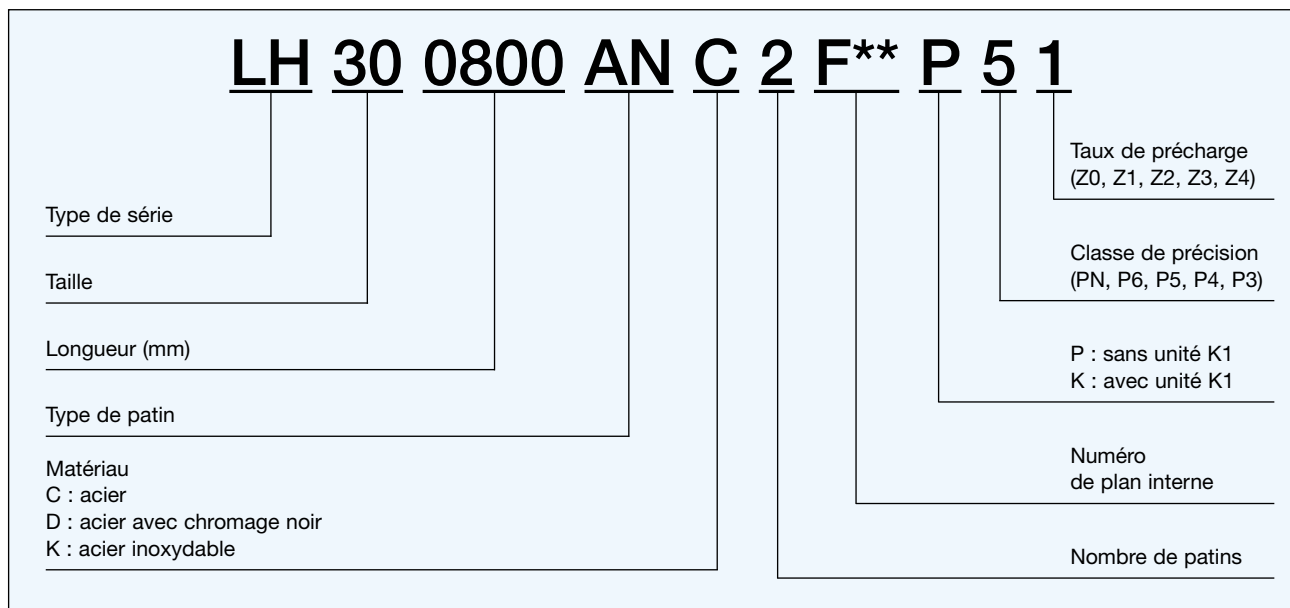 LH 30 0800 AN C 2 F** P 5 1
Type de série
Taille
Longueur (mm)
Type de patin
Matériau
C : acier
D : acier avec chromage noir
K : acier inoxydable
Taux de précharge
(Z0, Z1, Z2, Z3, Z4)
Classe de précision
(PN, P6, P5, P4, P3)
P : sans unité K1
K : avec unité K1
Numéro
de plan interne
Nombre de patins